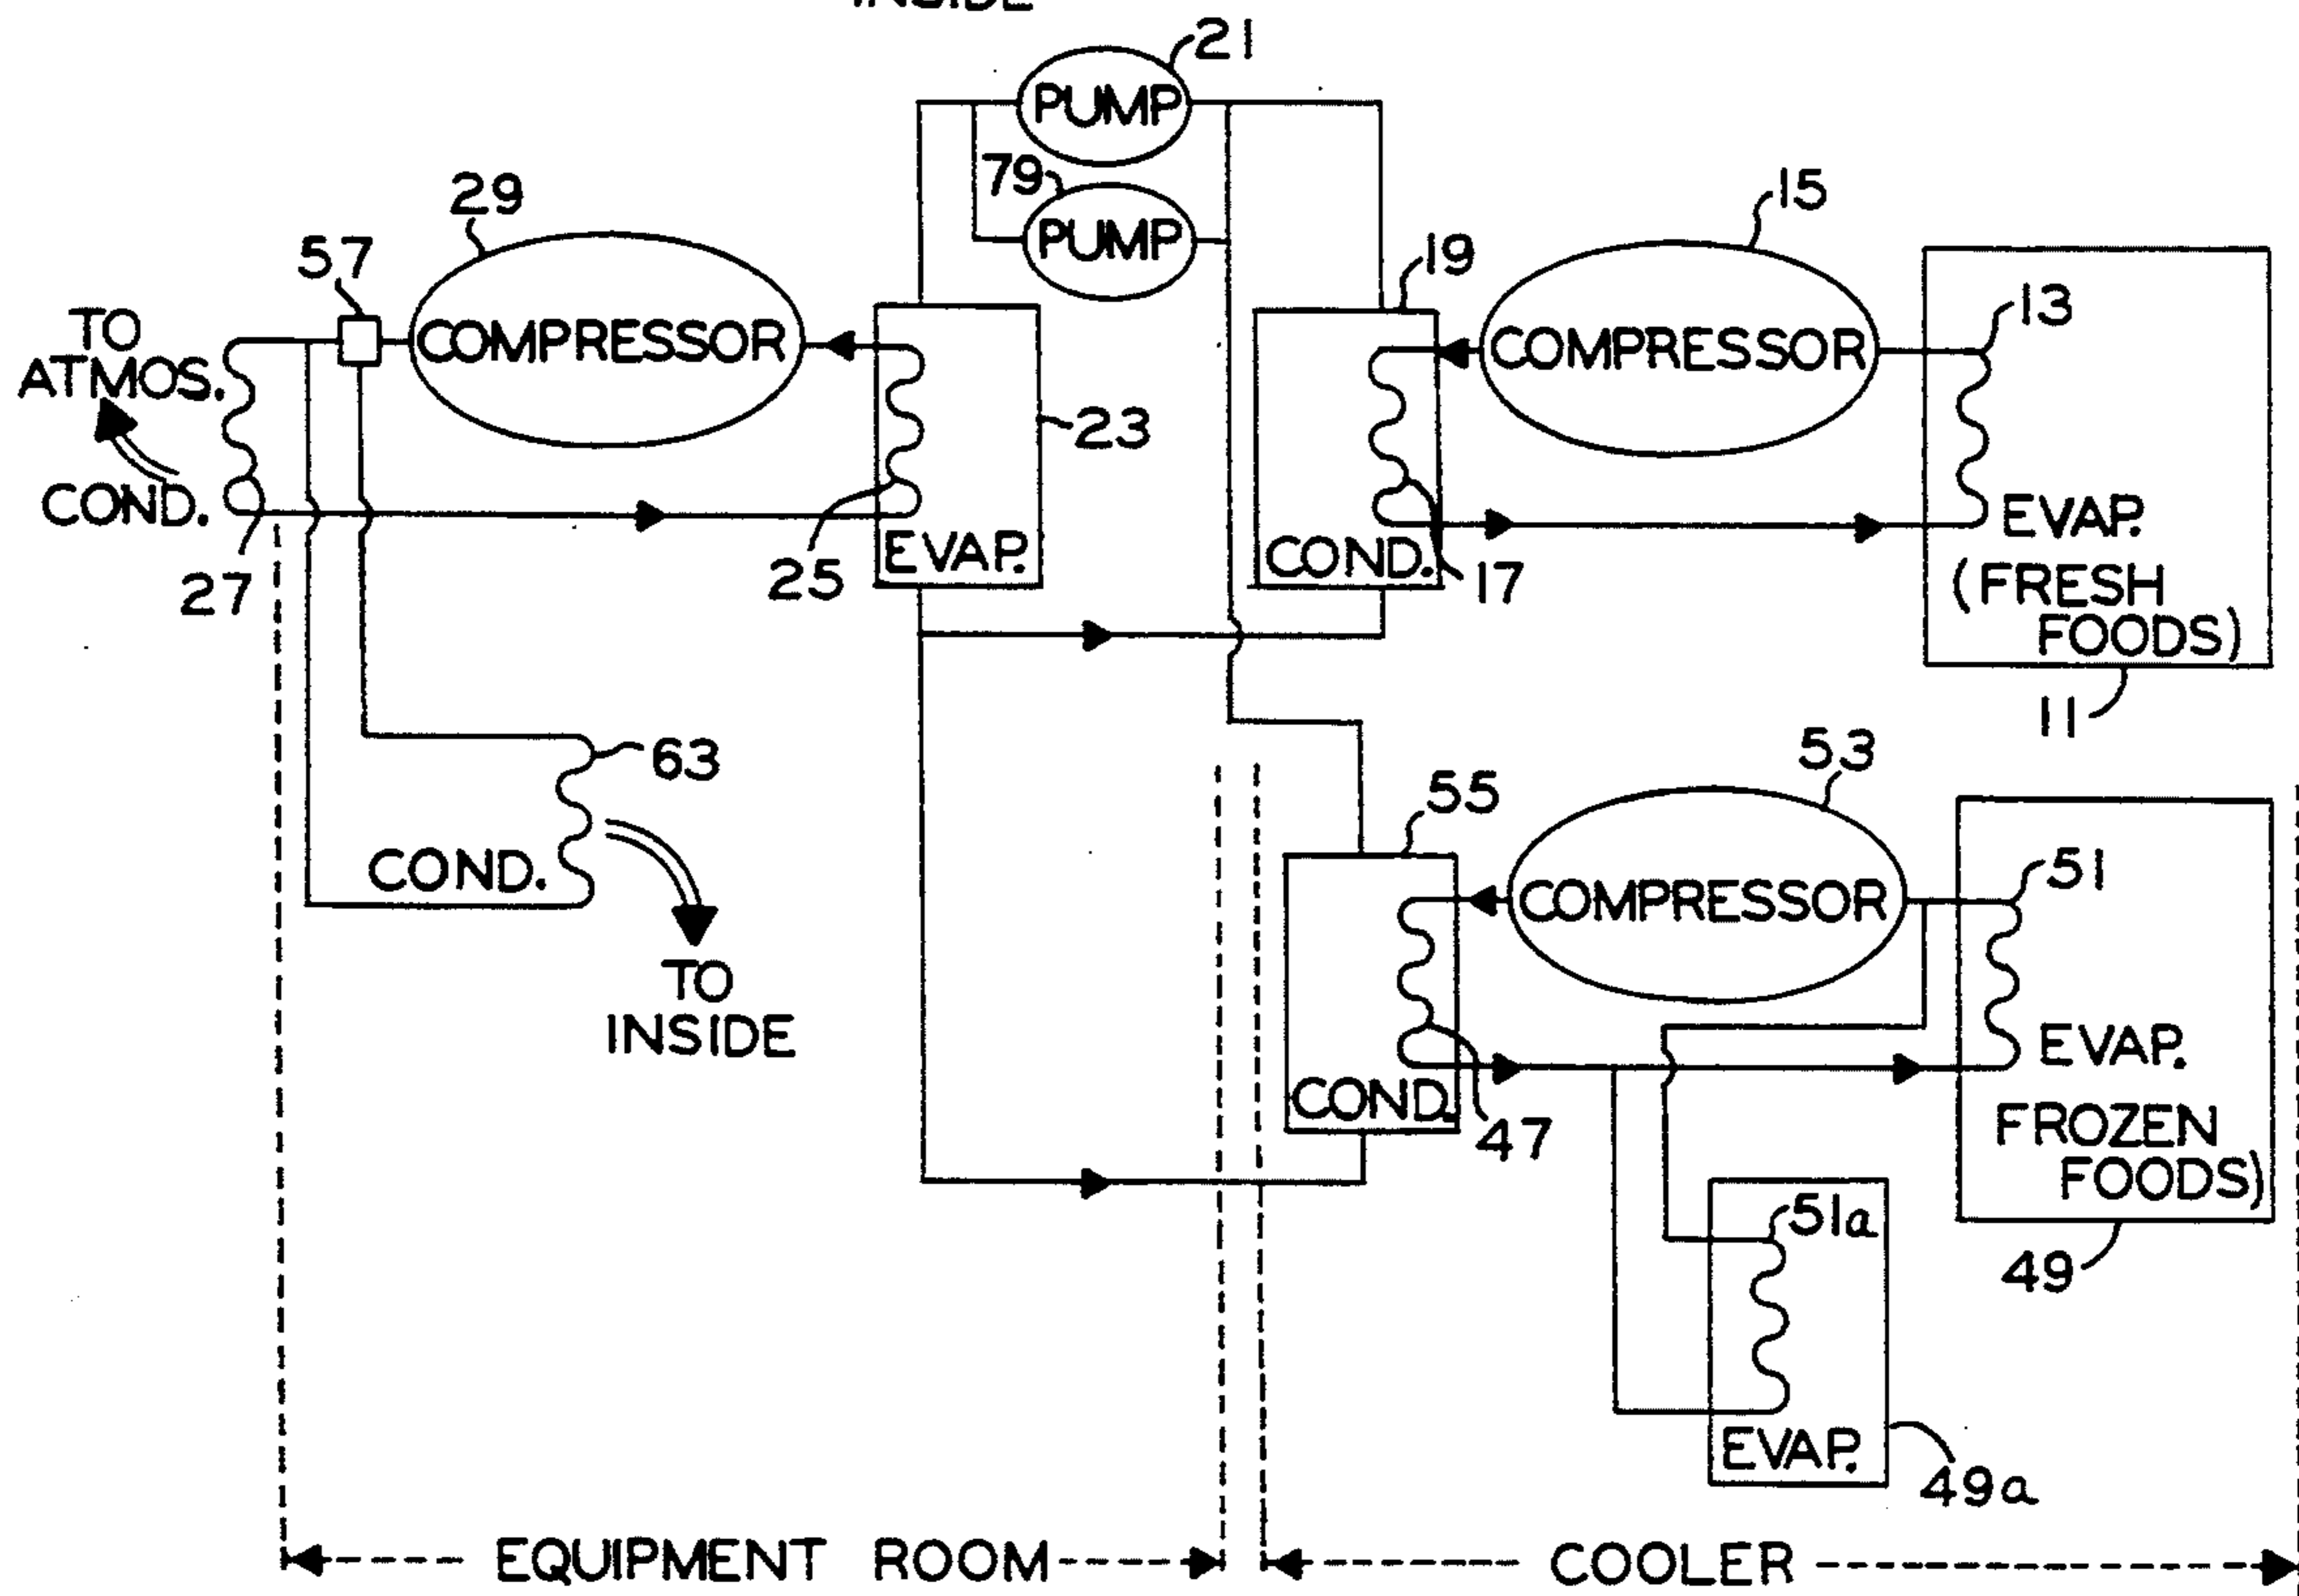 INSIDE
21
PUMP
79
PUMP
29
57
COMPRESSOR
TO
ATMOS.
COND.
27
25
EVAP.
23
19
COND.
17
15
COMPRESSOR
13
EVAP.
(FRESH
FOODS)
11
63
COND.
TO
INSIDE
55
COND.
47
53
COMPRESSOR
51
EVAP.
FROZEN
FOODS)
49
51a
EVAP.
49a
EQUIPMENT ROOM
COOLER